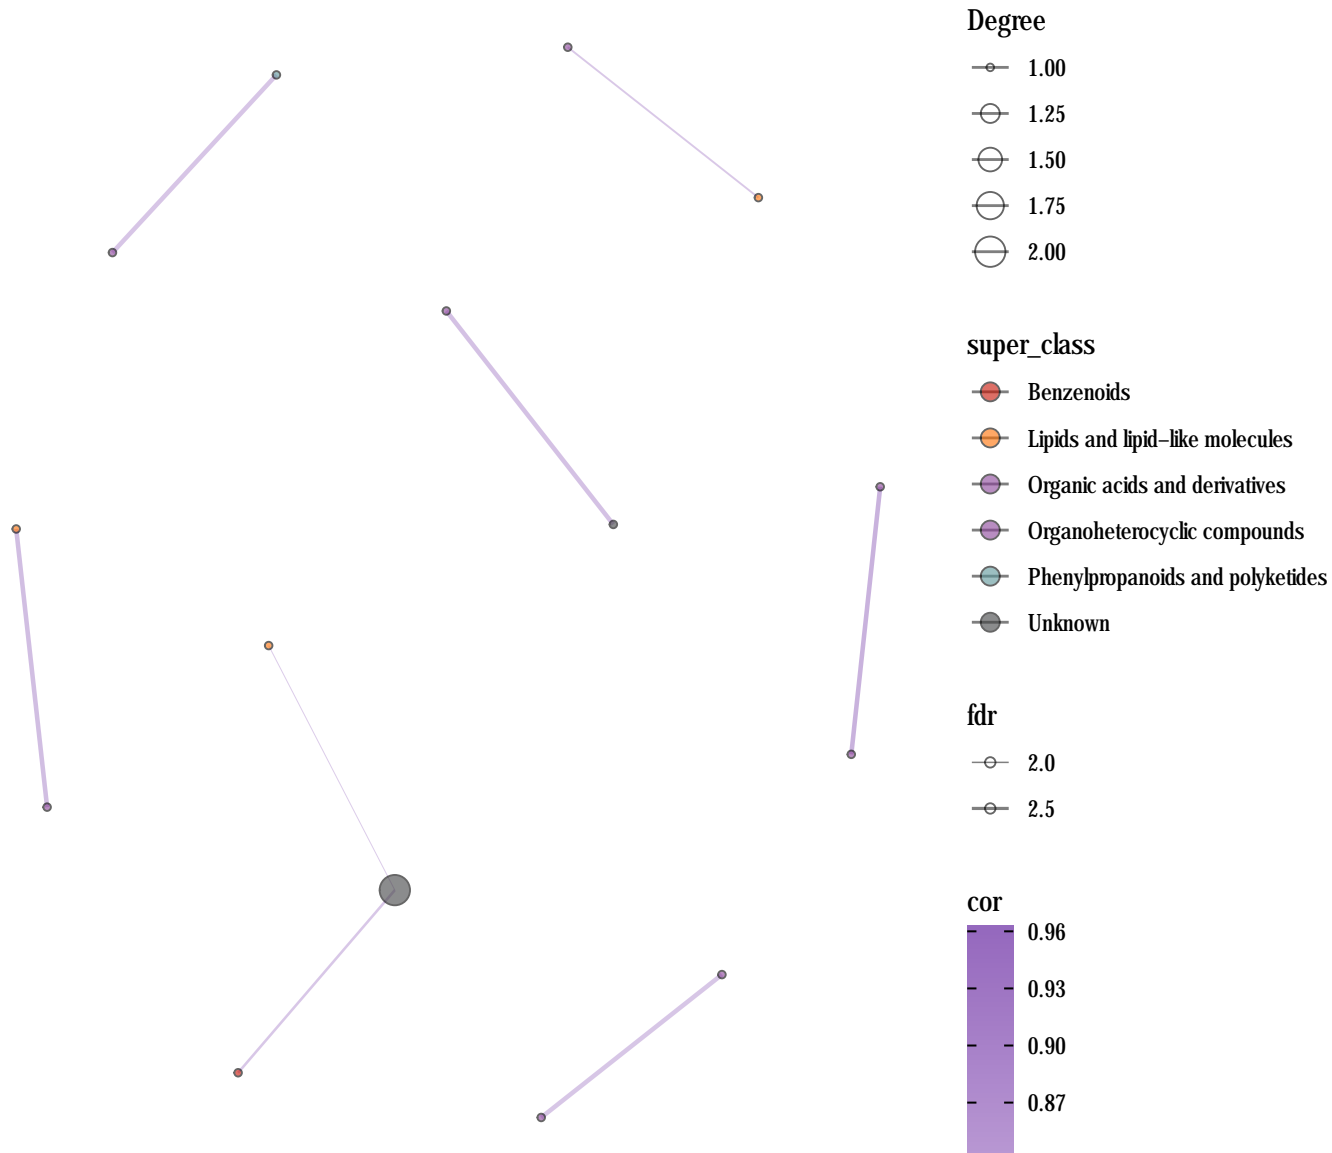 Degree
1.00
1.25
1.50
1.75
2.00
super_class
Benzenoids
Lipids and lipid−like molecules
Organic acids and derivatives
Organoheterocyclic compounds
Phenylpropanoids and polyketides
Unknown
fdr
2.0
2.5
cor
0.96
0.93
0.90
0.87